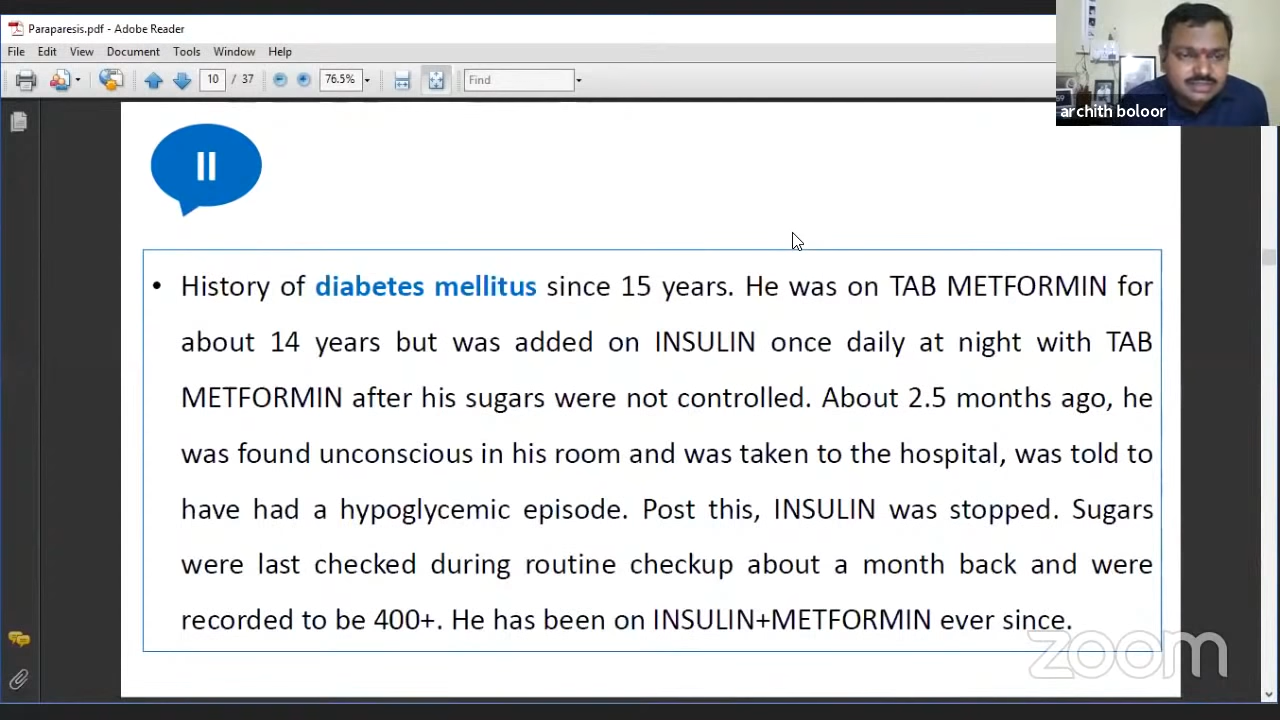 Paraparesis.pdf - Adobe Reader
File Edit View Document Tools Window Help
10 / 37 76.5% Find
archith boloor
II
• History of diabetes mellitus since 15 years. He was on TAB METFORMIN for
about 14 years but was added on INSULIN once daily at night with TAB
METFORMIN after his sugars were not controlled. About 2.5 months ago, he
was found unconscious in his room and was taken to the hospital, was told to
have had a hypoglycemic episode. Post this, INSULIN was stopped. Sugars
were last checked during routine checkup about a month back and were
recorded to be 400+. He has been on INSULIN+METFORMIN ever since.
zoom